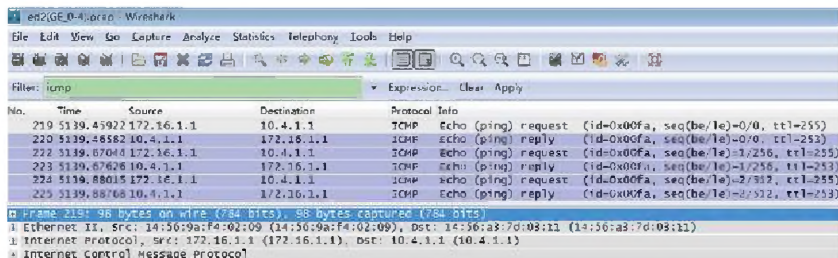 ed2(GE_0-4).pcap - Wireshark
File Edit View Go Capture Analyze Statistics Telephony Tools Help
Filter: icmp Expression... Clear Apply
No. Time Source Destination Protocol Info
219 5139.45922 172.16.1.1 10.4.1.1 ICMP Echo (ping) request (id=0x00fa, seq(be/le)=0/0, ttl=255)
220 5139.46582 10.4.1.1 172.16.1.1 ICMP Echo (ping) reply (id=0x00fa, seq(be/le)=0/0, ttl=253)
222 5139.67044 172.16.1.1 10.4.1.1 ICMP Echo (ping) request (id=0x00fa, seq(be/le)=1/256, ttl=255)
223 5139.67626 10.4.1.1 172.16.1.1 ICMP Echo (ping) reply (id=0x00fa, seq(be/le)=1/256, ttl=253)
224 5139.88015 172.16.1.1 10.4.1.1 ICMP Echo (ping) request (id=0x00fa, seq(be/le)=2/512, ttl=255)
225 5139.88768 10.4.1.1 172.16.1.1 ICMP Echo (ping) reply (id=0x00fa, seq(be/le)=2/512, ttl=253)
Frame 219: 98 bytes on wire (784 bits), 98 bytes captured (784 bits)
Ethernet II, Src: 14:56:9a:f4:02:09 (14:56:9a:f4:02:09), Dst: 14:56:a3:7d:03:11 (14:56:a3:7d:03:11)
Internet Protocol, Src: 172.16.1.1 (172.16.1.1), Dst: 10.4.1.1 (10.4.1.1)
Internet Control Message Protocol